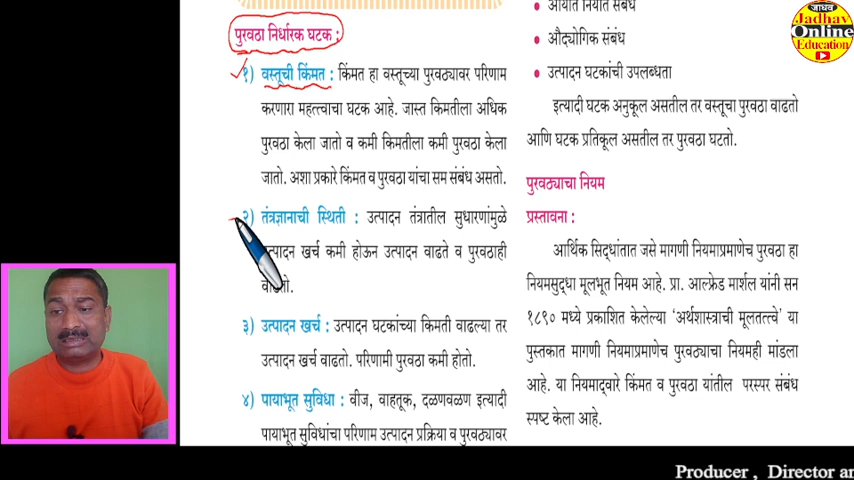 पुरवठा निर्धारक घटक :
१) वस्तूची किंमत : किंमत हा वस्तूच्या पुरवठ्यावर परिणाम
करणारा महत्त्वाचा घटक आहे. जास्त किमतीला अधिक
पुरवठा केला जातो व कमी किमतीला कमी पुरवठा केला
जातो. अशा प्रकारे किंमत व पुरवठा यांचा सम संबंध असतो.
२) तंत्रज्ञानाची स्थिती : उत्पादन तंत्रातील सुधारणांमुळे
उत्पादन खर्च कमी होऊन उत्पादन वाढते व पुरवठाही
वाढतो.
३) उत्पादन खर्च : उत्पादन घटकांच्या किमती वाढल्या तर
उत्पादन खर्च वाढतो. परिणामी पुरवठा कमी होतो.
४) पायाभूत सुविधा : वीज, वाहतूक, दळणवळण इत्यादी
पायाभूत सुविधांचा परिणाम उत्पादन प्रक्रिया व पुरवठ्यावर
• आयात निर्यात संबंध
• औद्योगिक संबंध
• उत्पादन घटकांची उपलब्धता
इत्यादी घटक अनुकूल असतील तर वस्तूचा पुरवठा वाढतो
आणि घटक प्रतिकूल असतील तर पुरवठा घटतो.
पुरवठ्याचा नियम
प्रस्तावना :
आर्थिक सिद्धांतात जसे मागणी नियमाप्रमाणेच पुरवठा हा
नियमसुद्धा मूलभूत नियम आहे. प्रा. आल्फ्रेड मार्शल यांनी सन
१८९० मध्ये प्रकाशित केलेल्या ‘अर्थशास्त्राची मूलतत्त्वे’ या
पुस्तकात मागणी नियमाप्रमाणेच पुरवठ्याचा नियमही मांडला
आहे. या नियमाद्वारे किंमत व पुरवठा यांतील परस्पर संबंध
स्पष्ट केला आहे.
जाधव
Jadhav
Online
Education
Producer , Director an